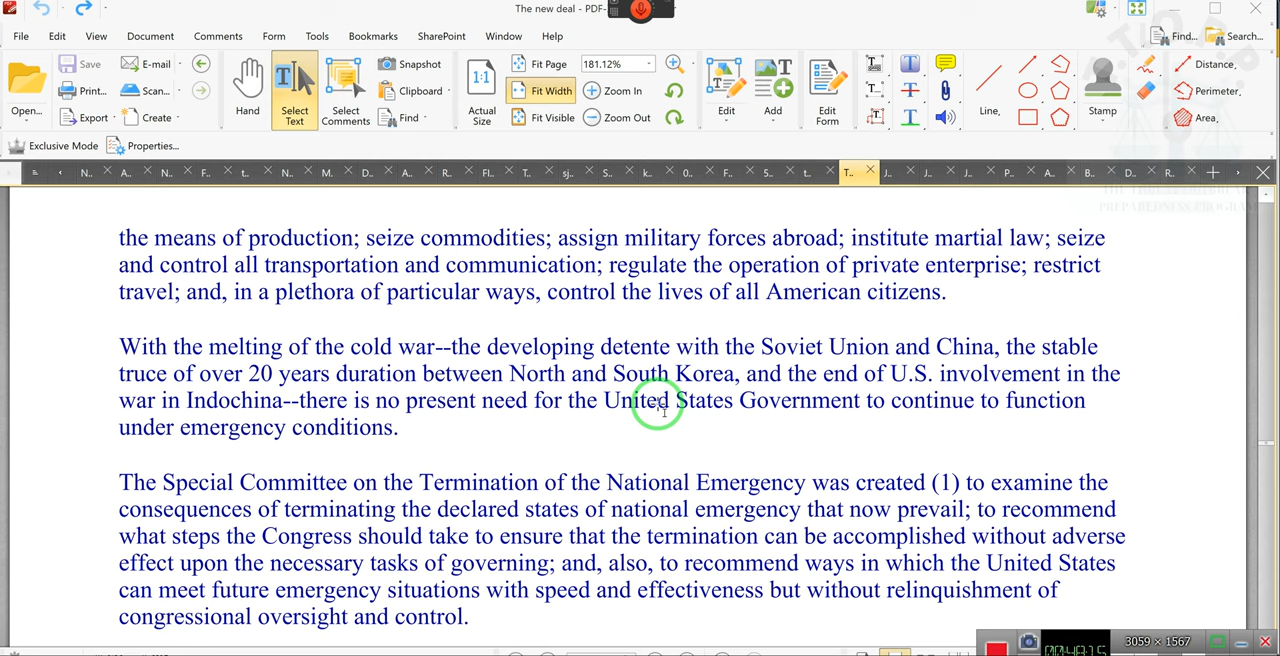 The new deal - PDF-
File Edit View Document Comments Form Tools Bookmarks SharePoint Window Help Find... Search...
Open... Save Print... Export E-mail Scan... Create Hand Select Text Select Comments Snapshot Clipboard Find 1:1 Actual Size Fit Page Fit Width Fit Visible 181.12% Zoom In Zoom Out Edit Add Edit Form Line, Stamp Distance, Perimeter, Area,
Exclusive Mode Properties...
N.. A.. N.. F.. t.. N.. M.. D.. A.. R.. Fl.. T.. sj.. S.. k.. 0.. F.. 5.. t.. T.. J.. J.. J.. P.. A.. B.. D.. R..
the means of production; seize commodities; assign military forces abroad; institute martial law; seize
and control all transportation and communication; regulate the operation of private enterprise; restrict
travel; and, in a plethora of particular ways, control the lives of all American citizens.
With the melting of the cold war--the developing detente with the Soviet Union and China, the stable
truce of over 20 years duration between North and South Korea, and the end of U.S. involvement in the
war in Indochina--there is no present need for the United States Government to continue to function
under emergency conditions.
The Special Committee on the Termination of the National Emergency was created (1) to examine the
consequences of terminating the declared states of national emergency that now prevail; to recommend
what steps the Congress should take to ensure that the termination can be accomplished without adverse
effect upon the necessary tasks of governing; and, also, to recommend ways in which the United States
can meet future emergency situations with speed and effectiveness but without relinquishment of
congressional oversight and control.
3059 × 1567